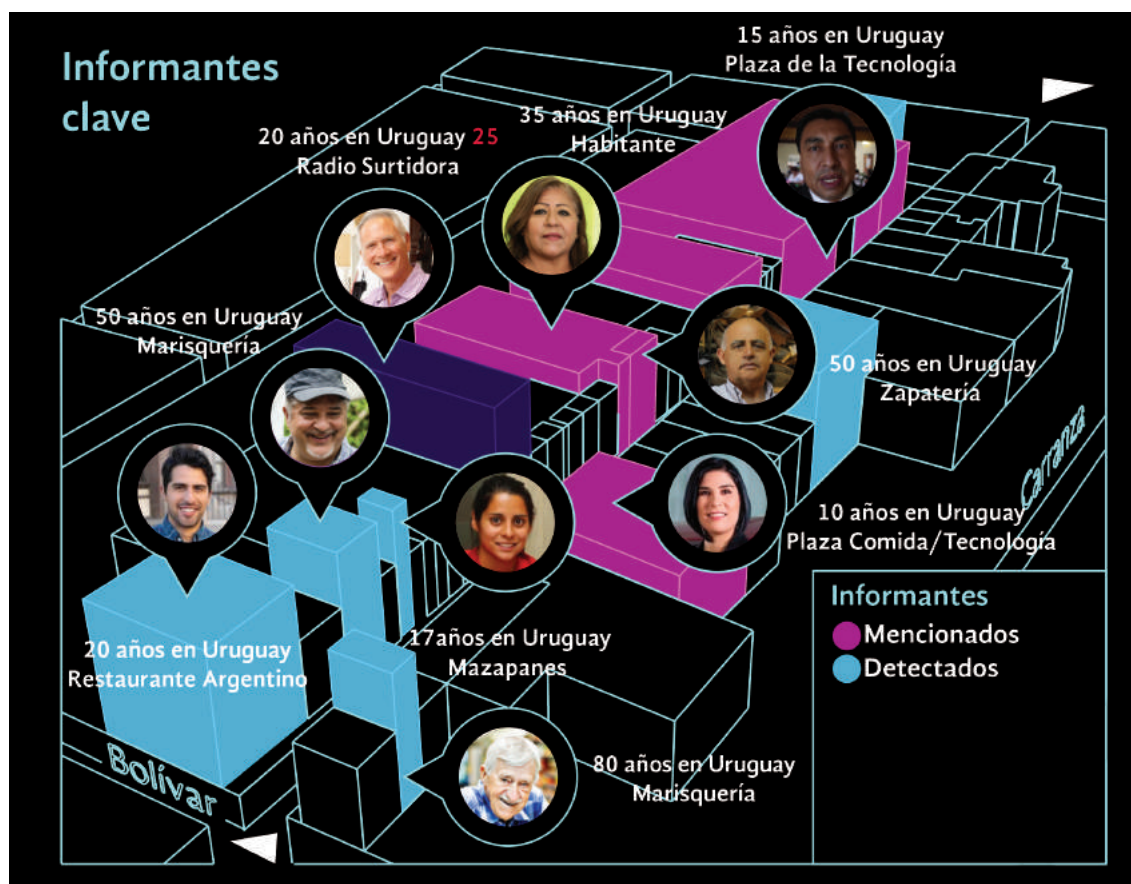 Informantes
clave
15 años en Uruguay
Plaza de la Tecnología
35 años en Uruguay
Habitante
20 años en Uruguay 25
Radio Surtidora
50 años en Uruguay
Marisquería
50 años en Uruguay
Zapatería
Carranza
10 años en Uruguay
Plaza Comida/Tecnología
20 años en Uruguay
Restaurante Argentino
17años en Uruguay
Mazapanes
80 años en Uruguay
Marisquería
Bolívar
Informantes
Mencionados
Detectados